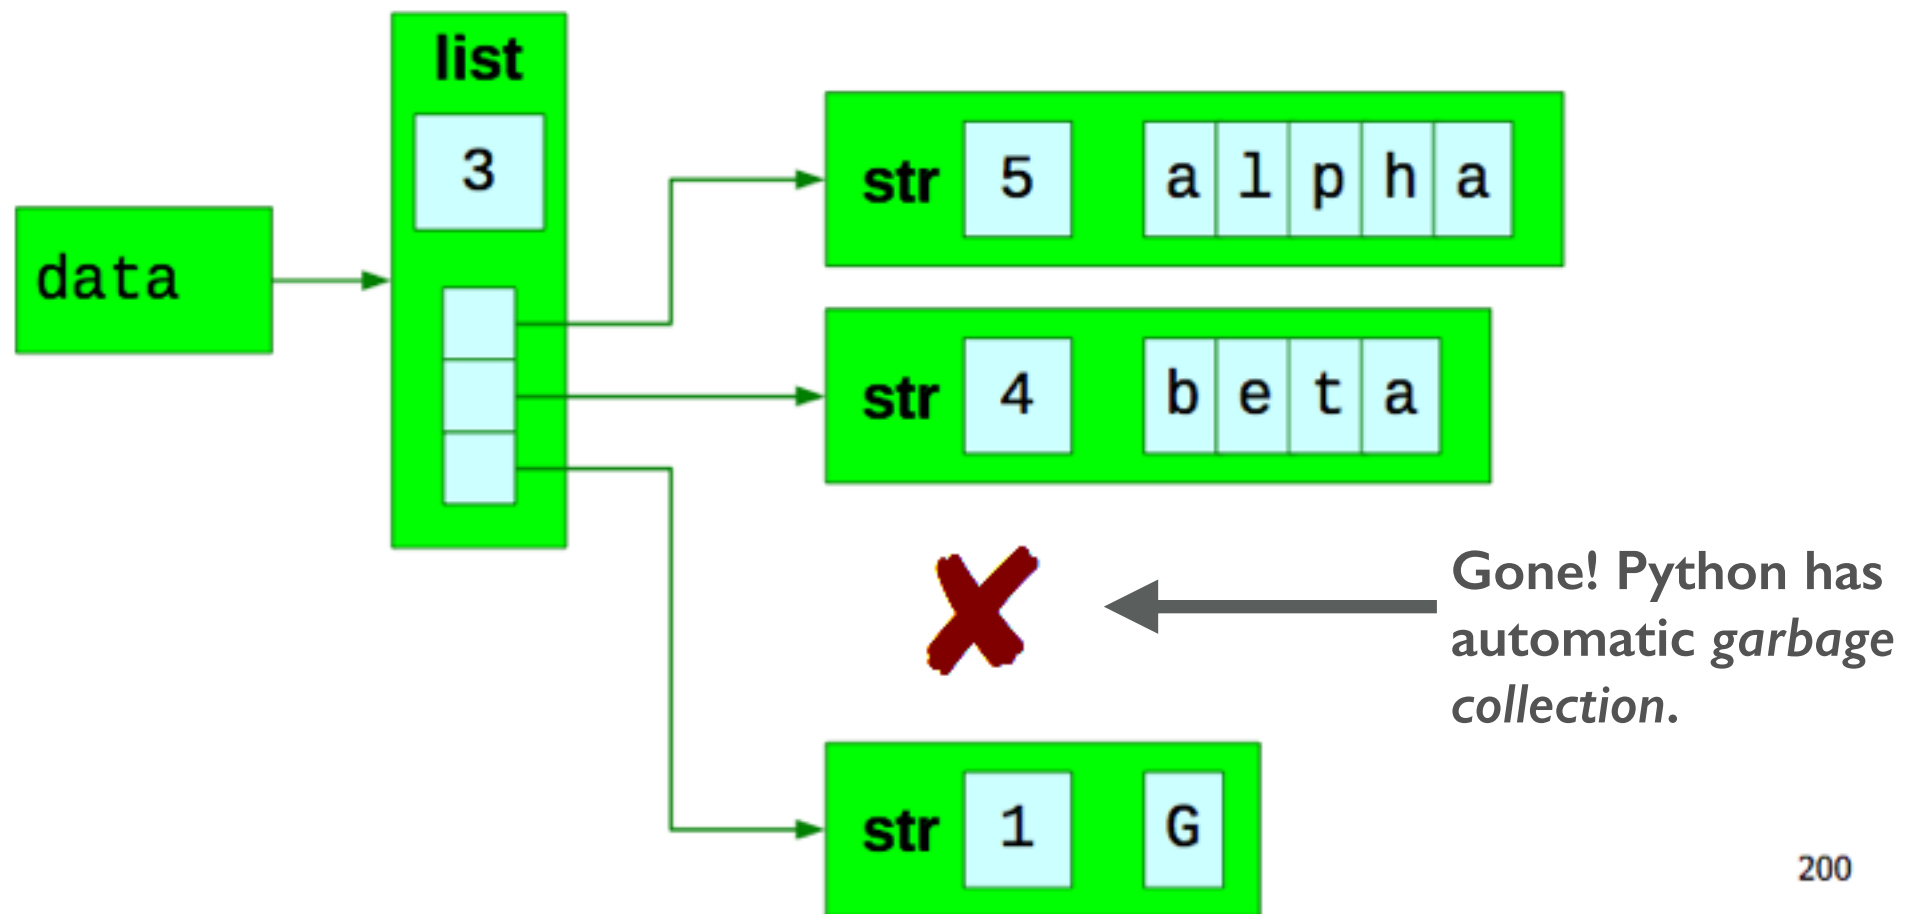 list
3
data
str 5 a l p h a
str 4 b e t a
Gone! Python has
automatic garbage
collection.
str 1 G
200